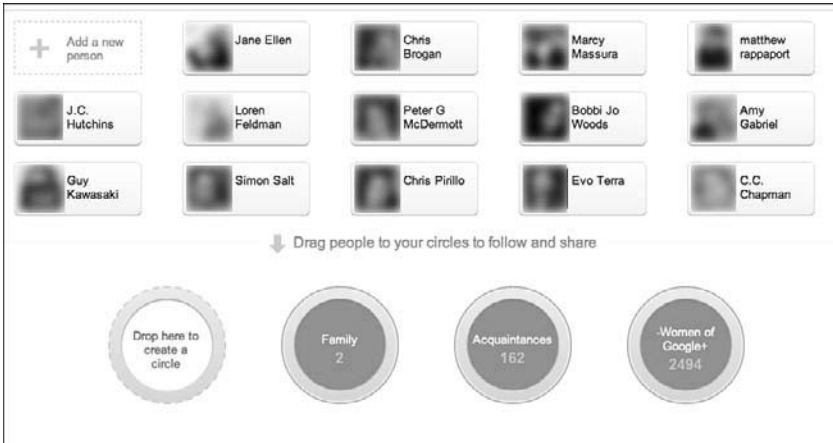 Add a new
person
Jane Ellen
Chris
Brogan
Marcy
Massura
matthew
rappaport
J.C.
Hutchins
Loren
Feldman
Peter G
McDermott
Bobbi Jo
Woods
Amy
Gabriel
Guy
Kawasaki
Simon Salt
Chris Pirillo
Evo Terra
C.C.
Chapman
Drag people to your circles to follow and share
Drop here to
create a
circle
Family
2
Acquaintances
162
-Women of
Google+
2494